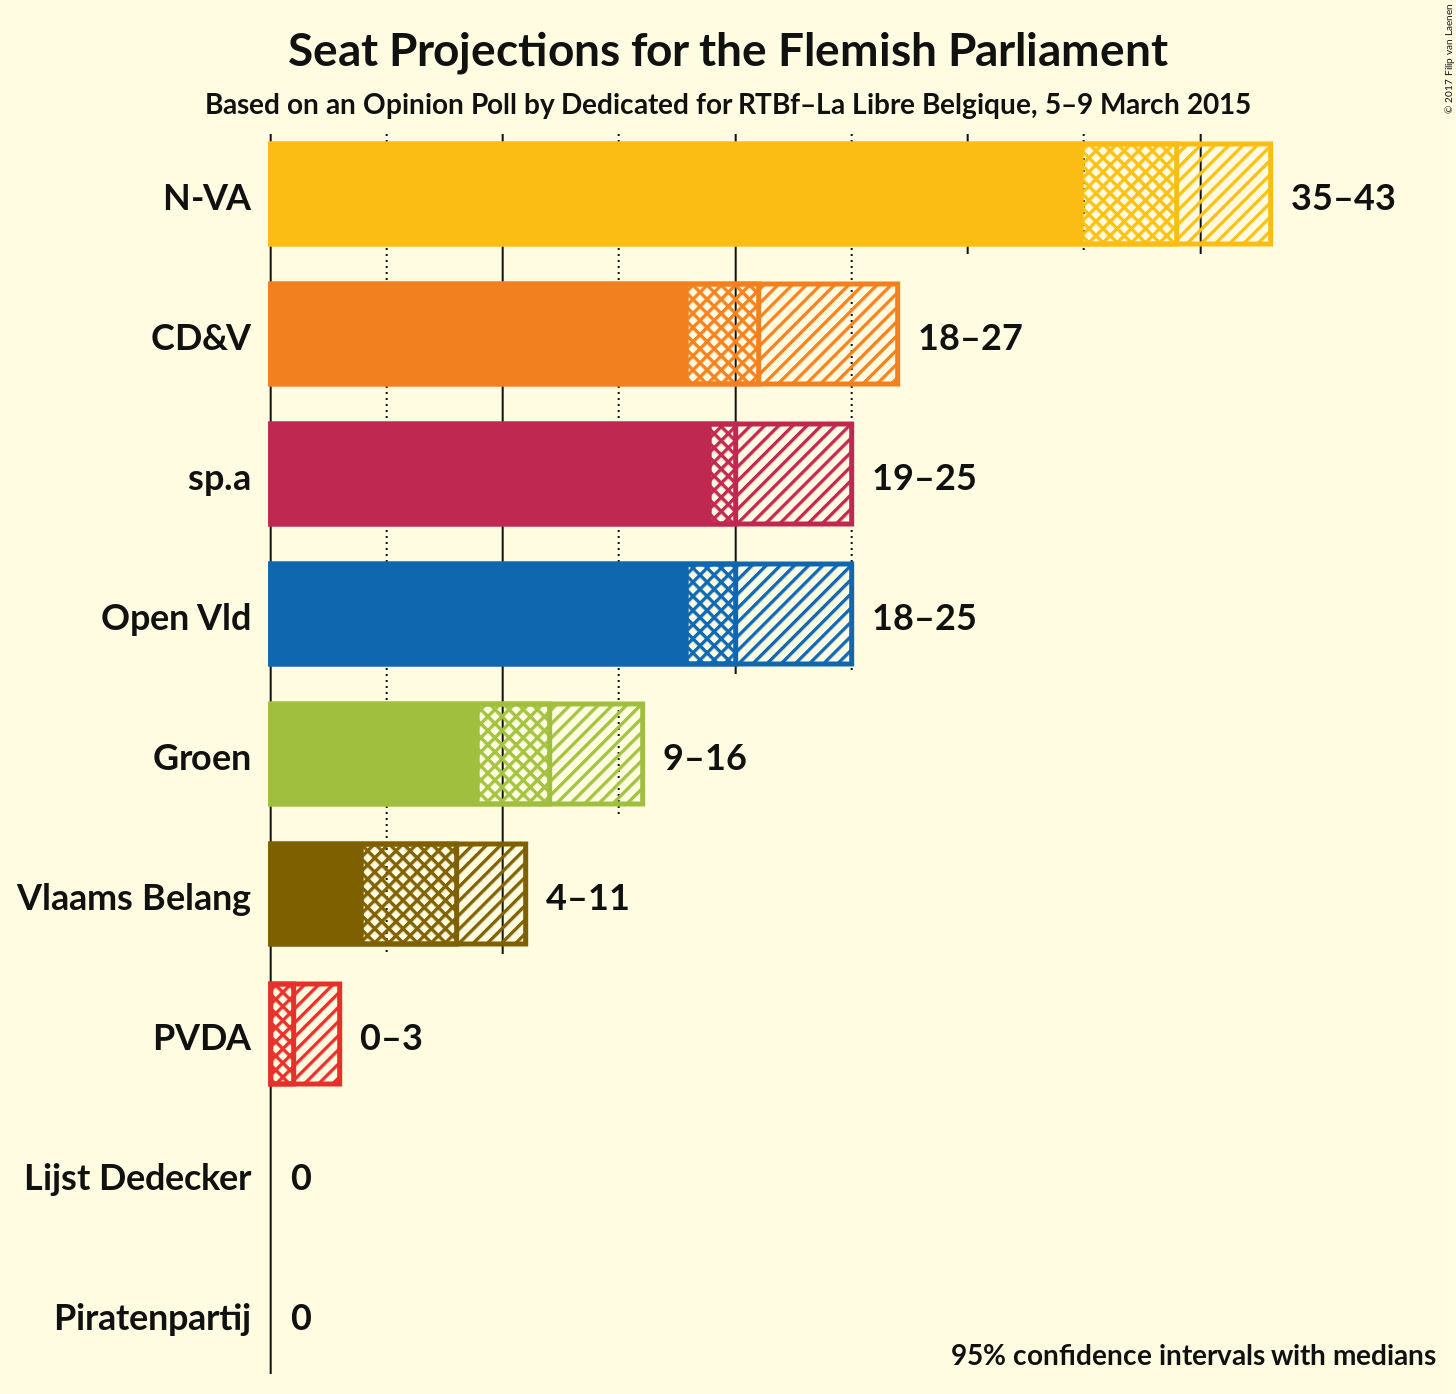 Seat Projections for the Flemish Parliament
Based on an Opinion Poll by Dedicated for RTBf–La Libre Belgique, 5–9 March 2015
© 2017 Filip van Laenen
N-VA 35–43
CD&V 18–27
sp.a 19–25
Open Vld 18–25
Groen 9–16
Vlaams Belang 4–11
PVDA 0–3
Lijst Dedecker 0
Piratenpartij 0
95% confidence intervals with medians